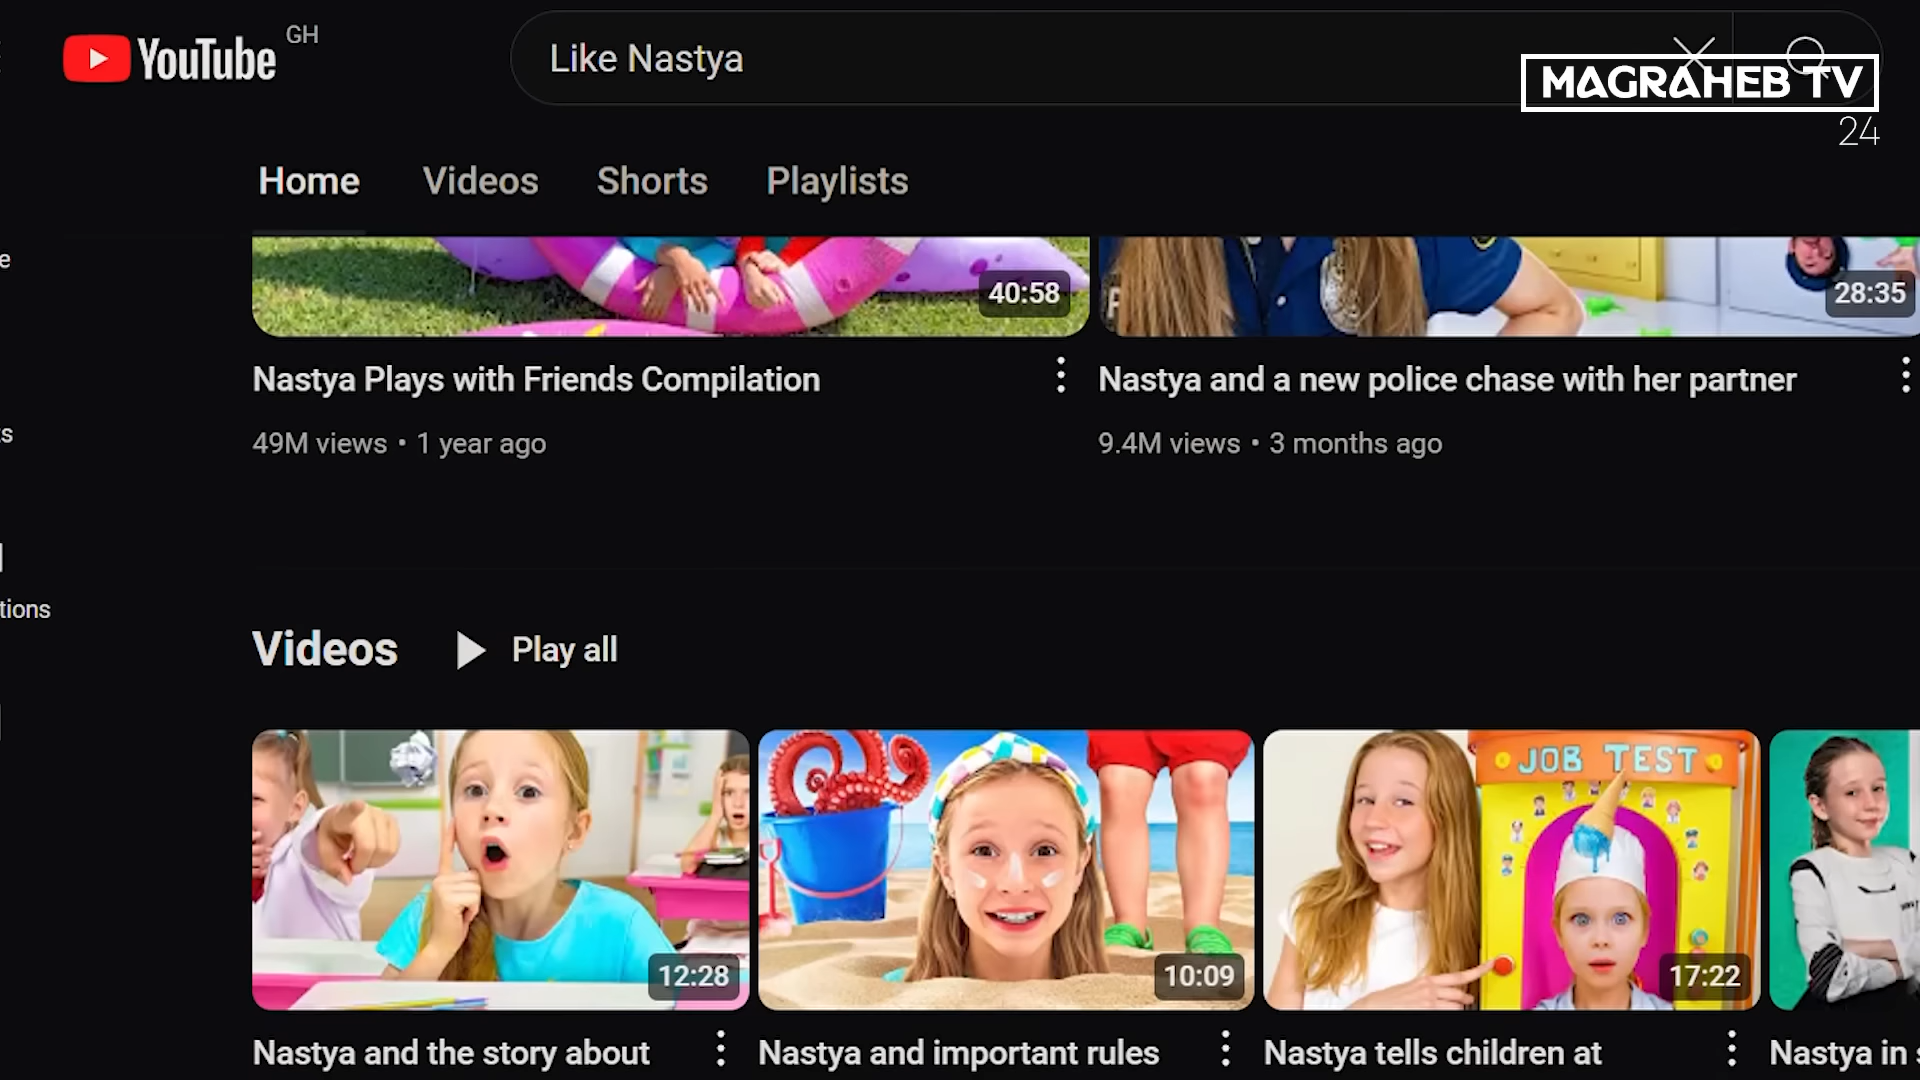 YouTube GH
Like Nastya
MAGRAHEB TV
24
Home Videos Shorts Playlists
40:58
28:35
Nastya Plays with Friends Compilation
49M views • 1 year ago
Nastya and a new police chase with her partner
9.4M views • 3 months ago
tions
Videos Play all
JOB TEST
12:28
10:09
17:22
Nastya and the story about
Nastya and important rules
Nastya tells children at
Nastya in